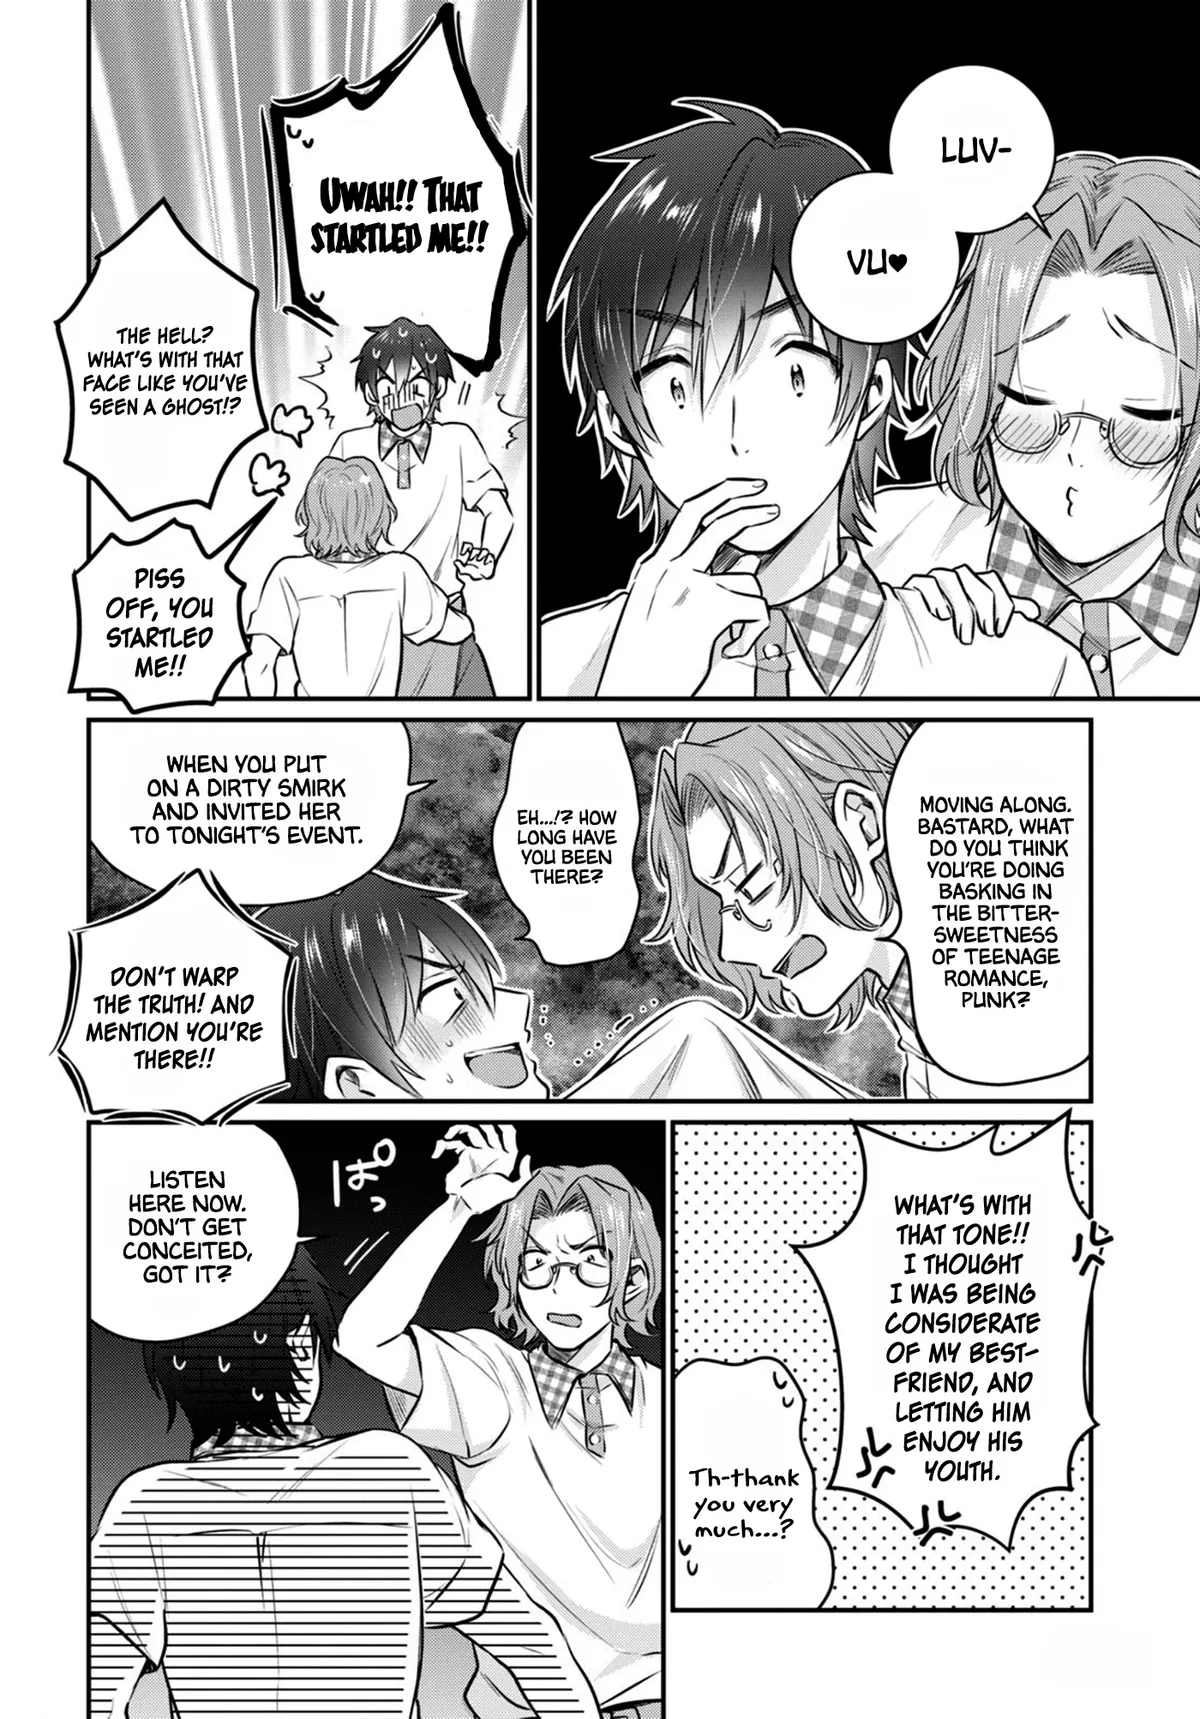 LUV-
VU♥
UWAH!! THAT
STARTLED ME!!
THE HELL?
WHAT'S WITH THAT
FACE LIKE YOU'VE
SEEN A GHOST!?
PISS
OFF, YOU
STARTLED
ME!!
MOVING ALONG.
BASTARD, WHAT
DO YOU THINK
YOU'RE DOING
BASKING IN
THE BITTER-
SWEETNESS
OF TEENAGE
ROMANCE,
PUNK?
EH...!? HOW
LONG HAVE
YOU BEEN
THERE?
WHEN YOU PUT
ON A DIRTY SMIRK
AND INVITED HER
TO TONIGHT'S EVENT.
DON'T WARP
THE TRUTH! AND
MENTION YOU'RE
THERE!!
WHAT'S WITH
THAT TONE!!
I THOUGHT
I WAS BEING
CONSIDERATE
OF MY BEST-
FRIEND, AND
LETTING HIM
ENJOY HIS
YOUTH.
Th-thank
you very
much...?
ぱっ
LISTEN
HERE NOW.
DON'T GET
CONCEITED,
GOT IT?